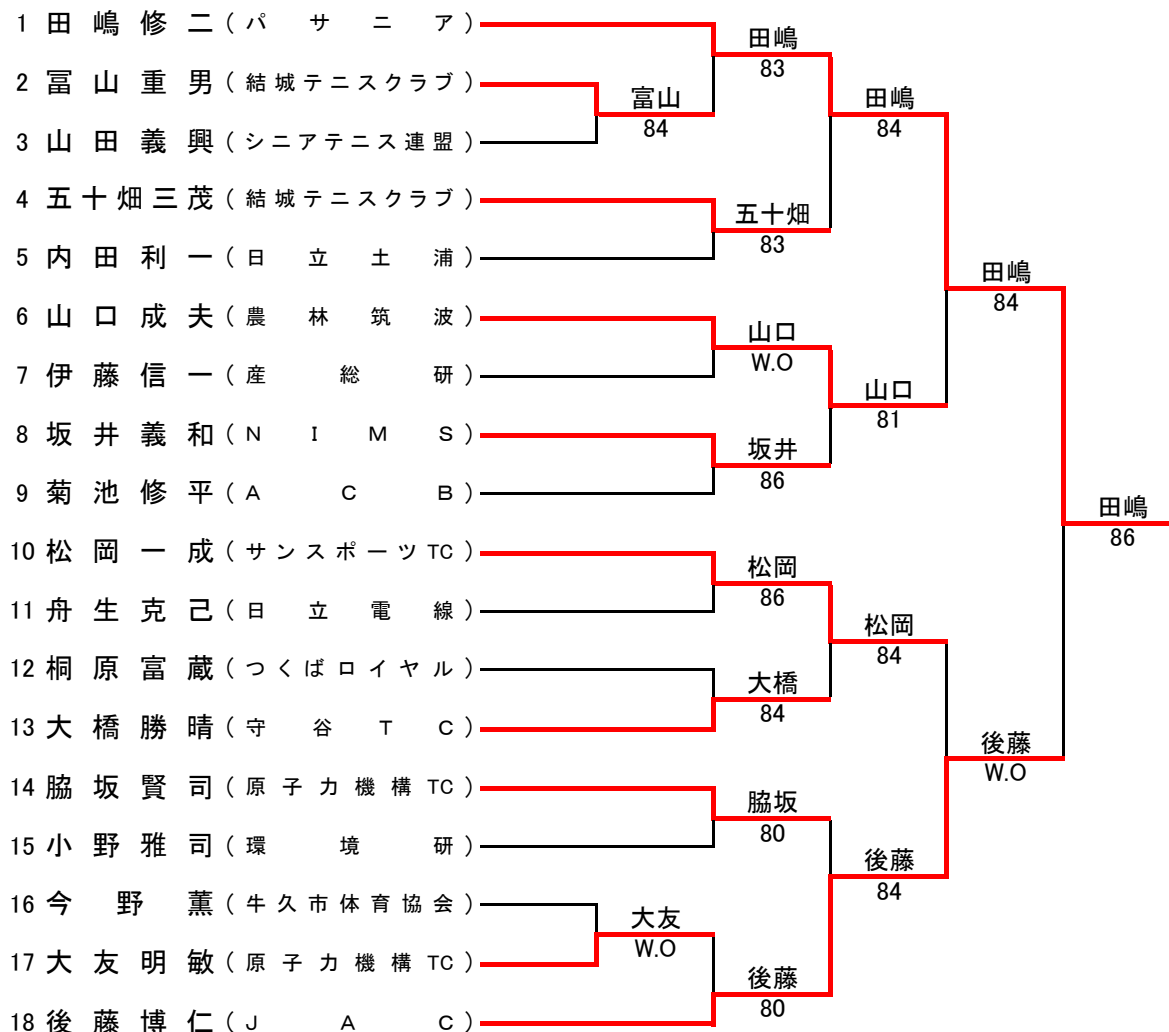 1 田嶋修二 (パサニア)
2 冨山重男 (結城テニスクラブ)
3 山田義興 (シニアテニス連盟)
4 五十畑三茂 (結城テニスクラブ)
5 内田利一 (日立土浦)
6 山口成夫 (農林筑波)
7 伊藤信一 (産総研)
8 坂井義和 (NIMS)
9 菊池修平 (ACB)
10 松岡一成 (サンスポーツTC)
11 舟生克己 (日立電線)
12 桐原富蔵 (つくばロイヤル)
13 大橋勝晴 (守谷TC)
14 脇坂賢司 (原子力機構TC)
15 小野雅司 (環境研)
16 今野薫 (牛久市体育協会)
17 大友明敏 (原子力機構TC)
18 後藤博仁 (JAC)
富山
84
大友
W.O
田嶋
83
五十畑
83
山口
W.O
坂井
86
松岡
86
大橋
84
脇坂
80
後藤
80
田嶋
84
山口
81
松岡
84
後藤
84
田嶋
84
後藤
W.O
田嶋
86